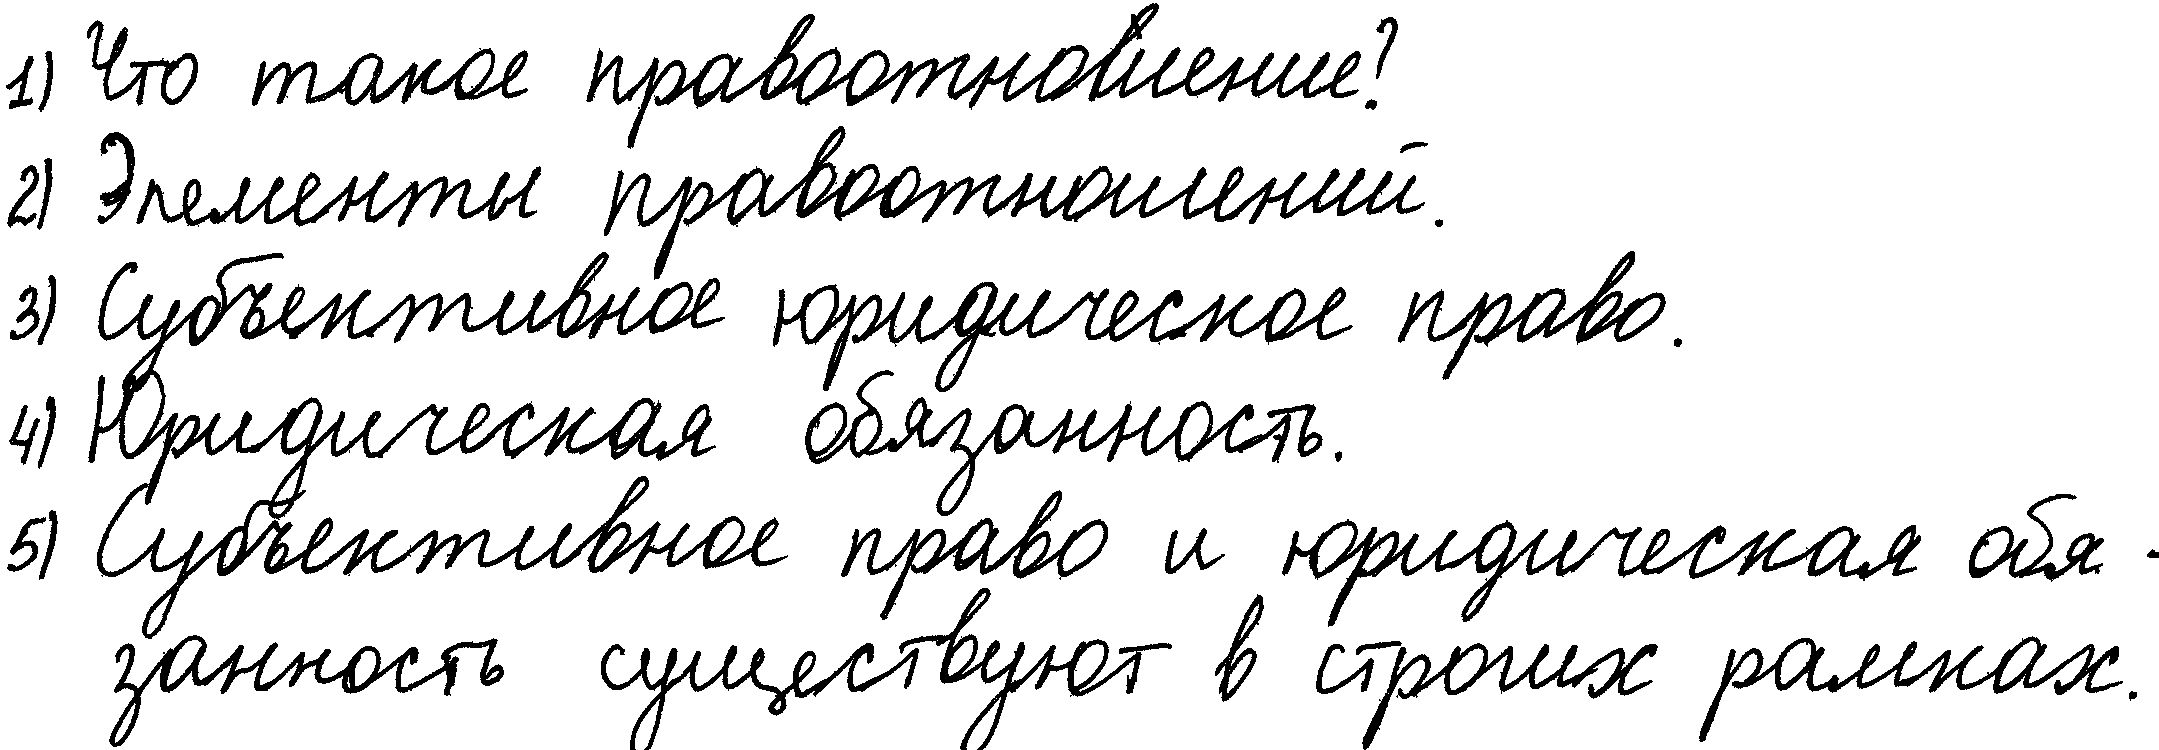 1) Что такое правоотношение?
2) Элементы правоотношений.
3) Субъективное юридическое право.
4) Юридическая обязанность.
5) Субъективное право и юридическая обя-
занность существуют в строгих рамках.